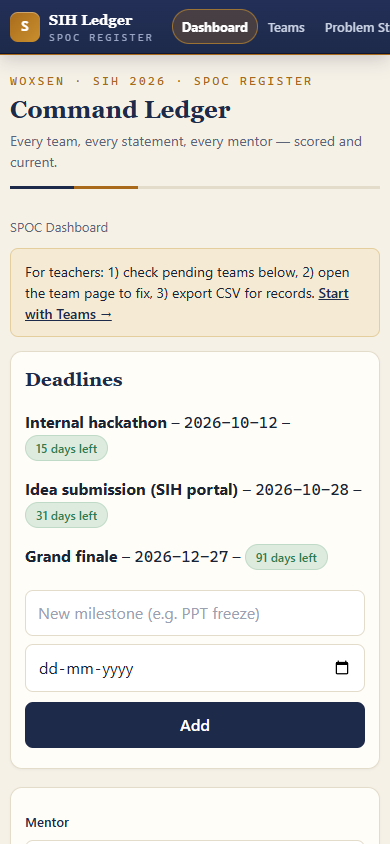 S
SIH Ledger
SPOC REGISTER
Dashboard
Teams
Problem St
WOXSEN · SIH 2026 · SPOC REGISTER
Command Ledger
Every team, every statement, every mentor — scored and
current.
SPOC Dashboard
For teachers: 1) check pending teams below, 2) open
the team page to fix, 3) export CSV for records. Start
with Teams →
Deadlines
Internal hackathon – 2026-10-12 –
15 days left
Idea submission (SIH portal) – 2026-10-28 –
31 days left
Grand finale – 2026-12-27 – 91 days left
New milestone (e.g. PPT freeze)
dd-mm-yyyy
Add
Mentor